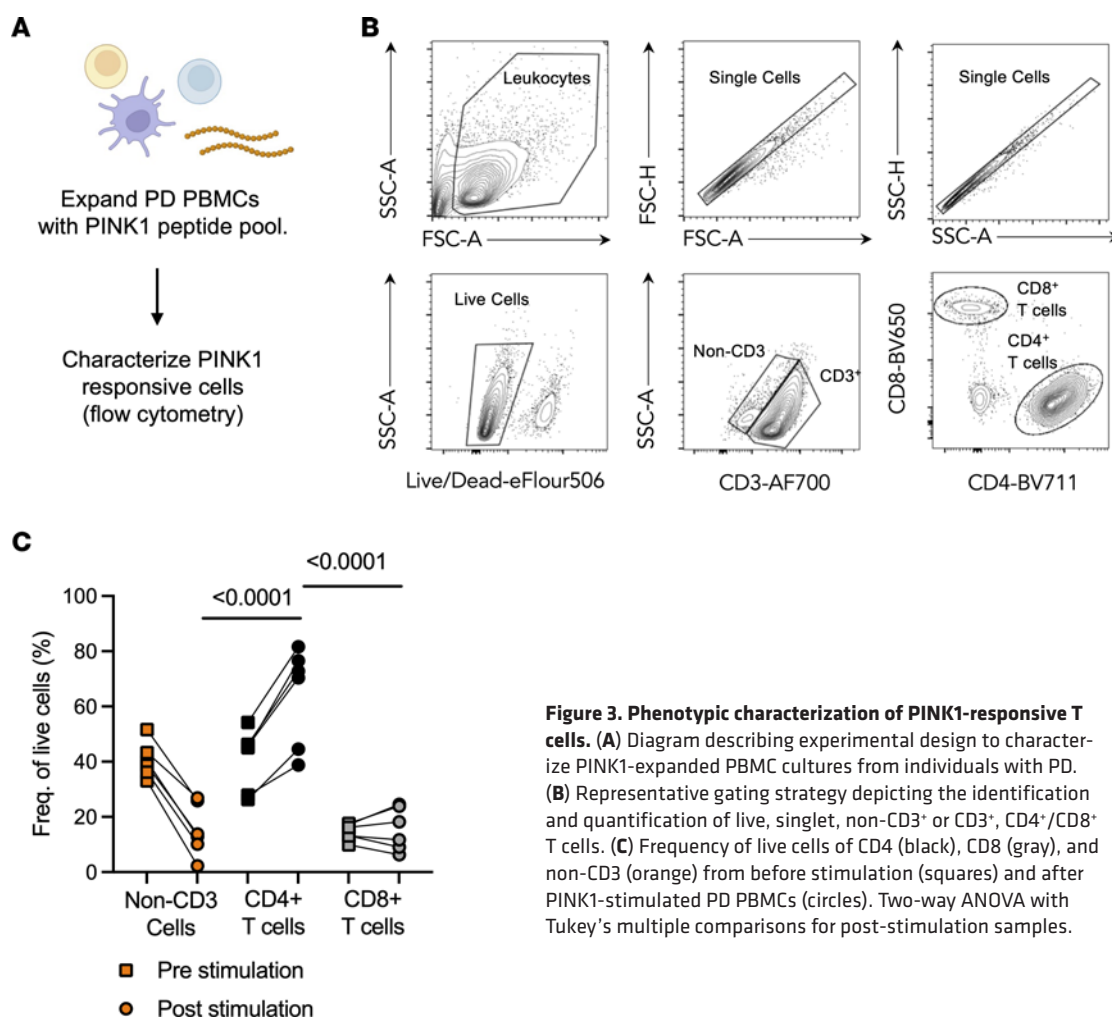 A
Expand PD PBMCs
with PINK1 peptide pool.
Characterize PINK1
responsive cells
(flow cytometry)
B
SSC-A
Leukocytes
FSC-A
FSC-H
Single Cells
FSC-A
SSC-H
Single Cells
SSC-A
SSC-A
Live Cells
Live/Dead-eFlour506
SSC-A
Non-CD3
CD3+
CD3-AF700
CD8-BV650
CD8+
T cells
CD4+
T cells
CD4-BV711
C
<0.0001
<0.0001
Freq. of live cells (%)
100
80
60
40
20
0
Non-CD3
Cells
CD4+
T cells
CD8+
T cells
Pre stimulation
Post stimulation
Figure 3. Phenotypic characterization of PINK1-responsive T
cells. (A) Diagram describing experimental design to character-
ize PINK1-expanded PBMC cultures from individuals with PD.
(B) Representative gating strategy depicting the identification
and quantification of live, singlet, non-CD3+ or CD3+, CD4+/CD8+
T cells. (C) Frequency of live cells of CD4 (black), CD8 (gray), and
non-CD3 (orange) from before stimulation (squares) and after
PINK1-stimulated PD PBMCs (circles). Two-way ANOVA with
Tukey's multiple comparisons for post-stimulation samples.